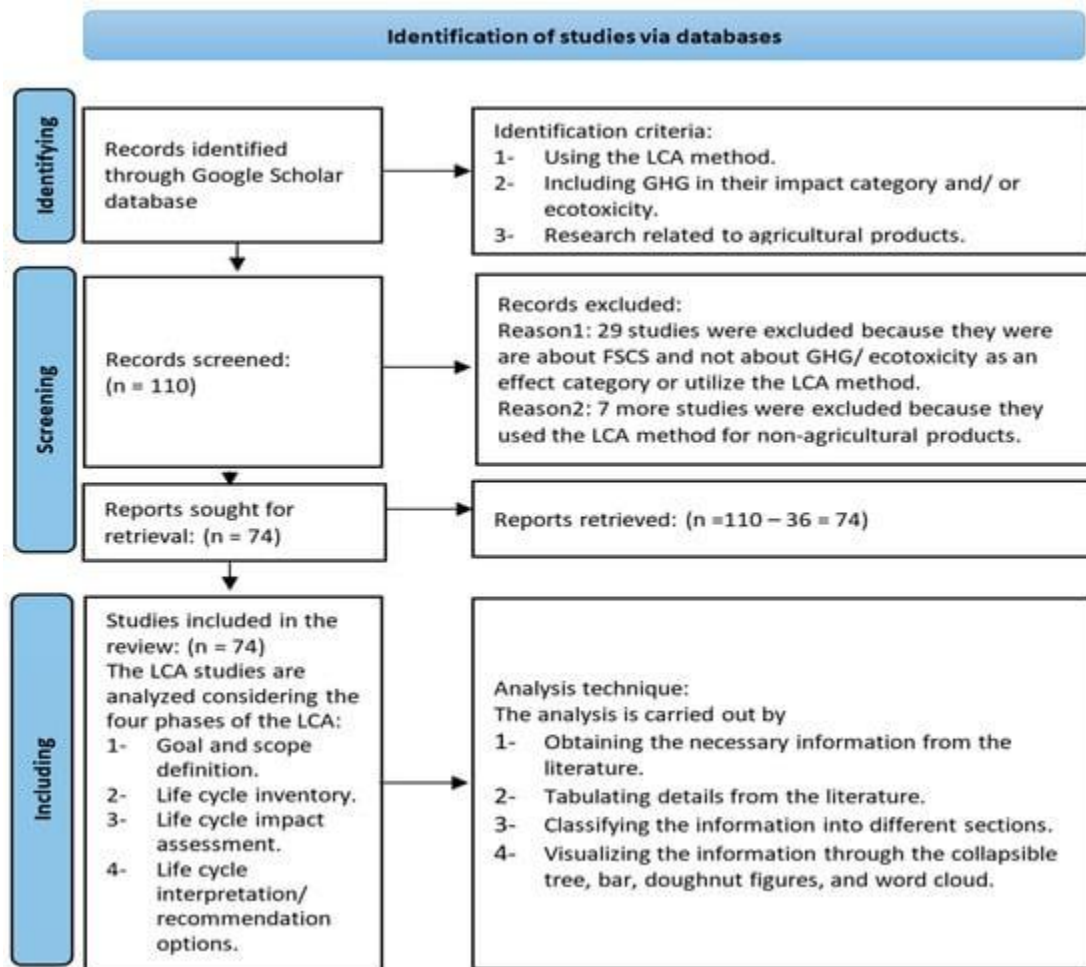 Identification of studies via databases
Identifying
Records identified
through Google Scholar
database
Identification criteria:
1- Using the LCA method.
2- Including GHG in their impact category and/ or
ecotoxicity.
3- Research related to agricultural products.
Screening
Records screened:
(n = 110)
Records excluded:
Reason1: 29 studies were excluded because they were
are about FSCS and not about GHG/ ecotoxicity as an
effect category or utilize the LCA method.
Reason2: 7 more studies were excluded because they
used the LCA method for non-agricultural products.
Reports sought for
retrieval: (n = 74)
Reports retrieved: (n =110 – 36 = 74)
Including
Studies included in the
review: (n = 74)
The LCA studies are
analyzed considering the
four phases of the LCA:
1- Goal and scope
definition.
2- Life cycle inventory.
3- Life cycle impact
assessment.
4- Life cycle
interpretation/
recommendation
options.
Analysis technique:
The analysis is carried out by
1- Obtaining the necessary information from the
literature.
2- Tabulating details from the literature.
3- Classifying the information into different sections.
4- Visualizing the information through the collapsible
tree, bar, doughnut figures, and word cloud.